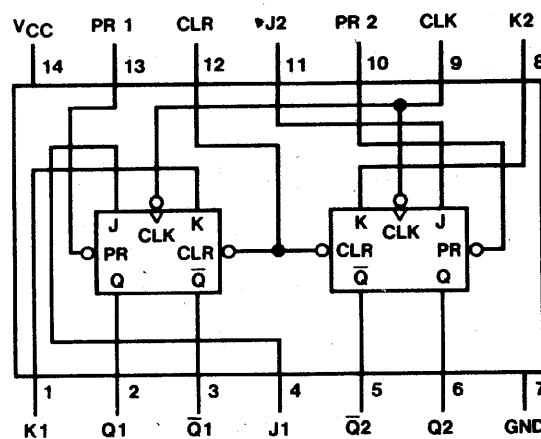 VCC PR 1 CLR J2 PR 2 CLK K2
14 13 12 11 10 9 8
J K K J
CLK CLK
PR CLR CLR PR
Q Q̅ Q̅ Q
1 2 3 4 5 6 7
K1 Q1 Q̅1 J1 Q̅2 Q2 GND